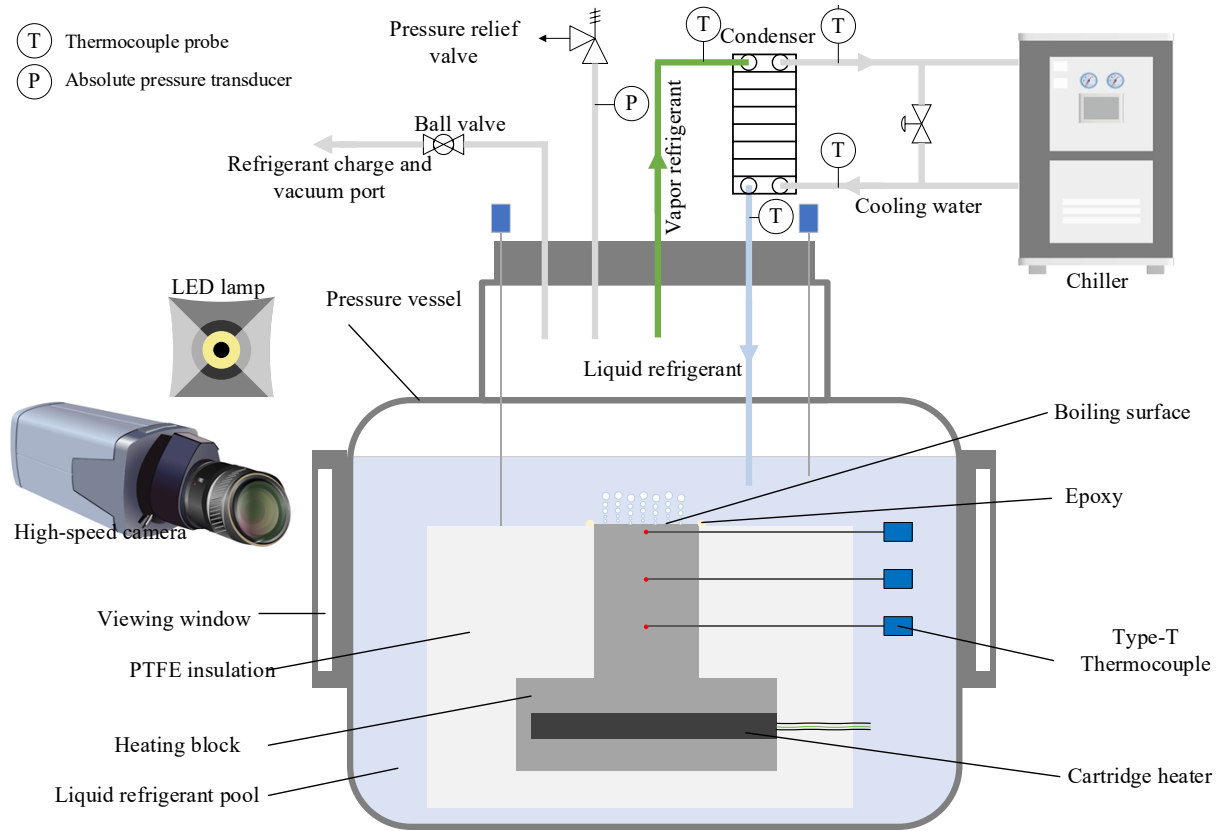 T Thermocouple probe
P Absolute pressure transducer
Pressure relief
valve
P
T
Condenser
T
Ball valve
Refrigerant charge and
vacuum port
Vapor refrigerant
T
T
Cooling water
Chiller
LED lamp
Pressure vessel
Liquid refrigerant
High-speed camera
Boiling surface
Epoxy
Viewing window
PTFE insulation
Type-T
Thermocouple
Heating block
Cartridge heater
Liquid refrigerant pool